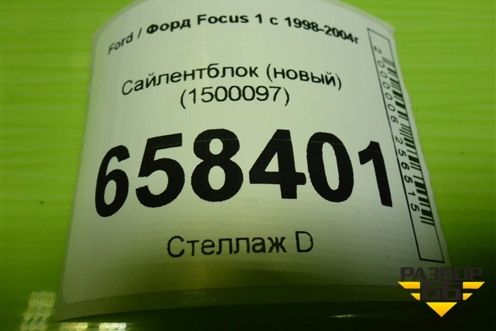 Ford / Форд Focus 1 с 1998-2004г
Сайлентблок (новый)
(1500097)
658401
Стеллаж D
РАЗБОР
66